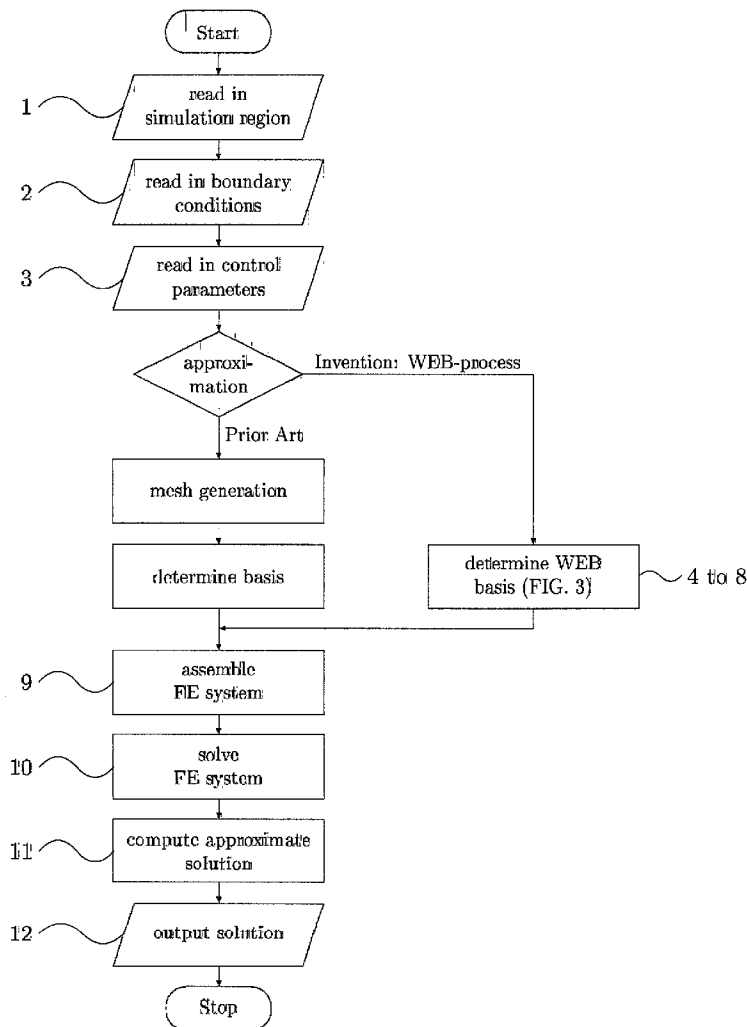 Start
1
read in
simulation region
2
read in boundary
conditions
3
read in control
parameters
approxi-
mation
Invention: WEB-process
Prior Art
mesh generation
determine basis
determine WEB
basis (FIG. 3)
4 to 8
9
assemble
FE system
10
solve
FE system
11
compute approximate
solution
12
output solution
Stop